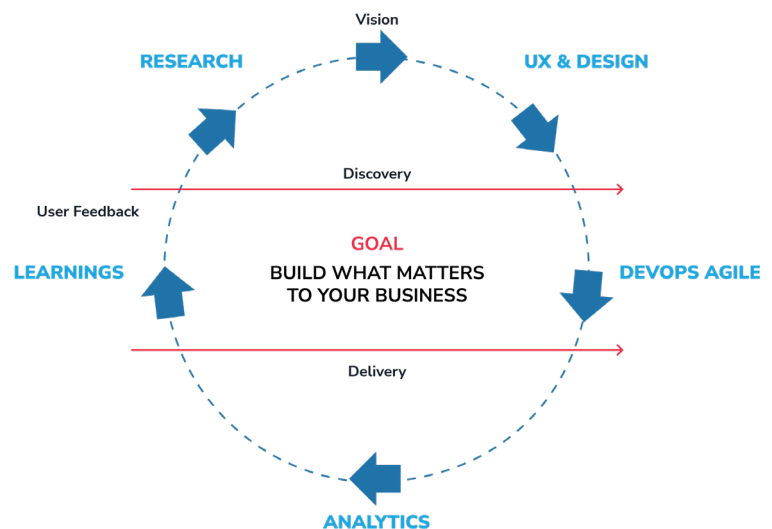 Vision
RESEARCH
UX & DESIGN
Discovery
User Feedback
GOAL
LEARNINGS
BUILD WHAT MATTERS
TO YOUR BUSINESS
DEVOPS AGILE
Delivery
ANALYTICS